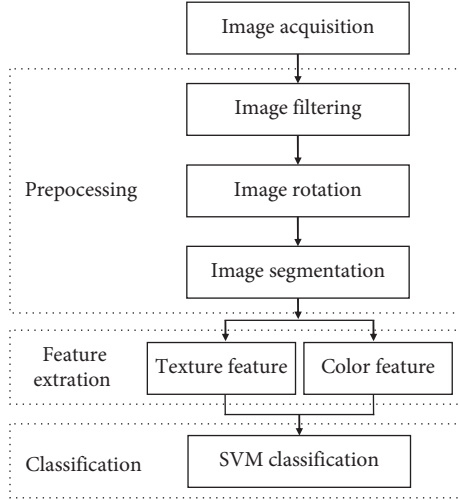 Image acquisition
Image filtering
Prepocessing
Image rotation
Image segmentation
Feature
extration
Texture feature
Color feature
SVM classification
Classification